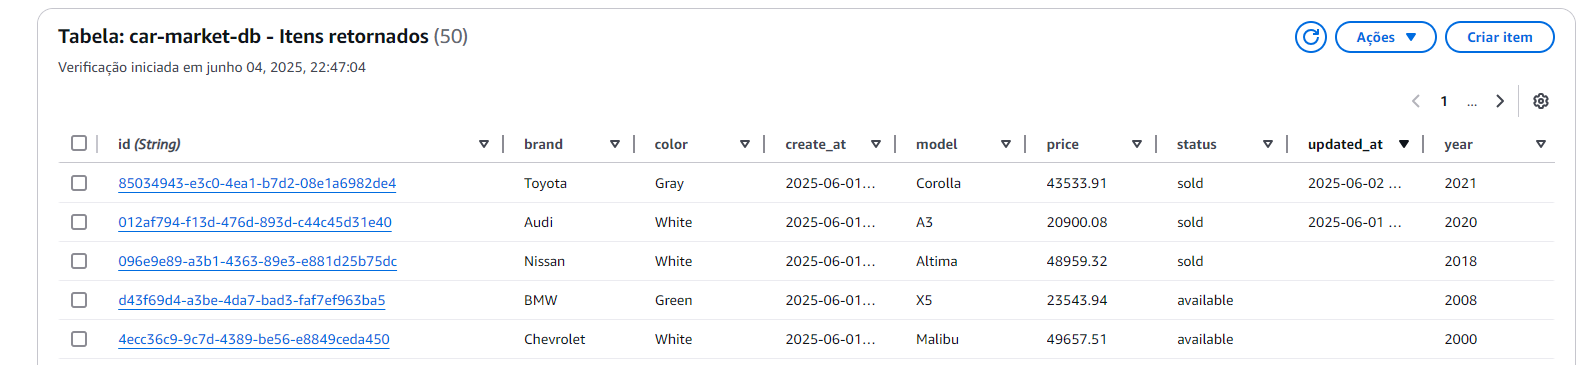 Tabela: car-market-db - Itens retornados (50)
Ações
Criar item
Verificação iniciada em junho 04, 2025, 22:47:04
1 ...
id (String) brand color create_at model price status updated_at year
85034943-e3c0-4ea1-b7d2-08e1a6982de4 Toyota Gray 2025-06-01... Corolla 43533.91 sold 2025-06-02 ... 2021
012af794-f13d-476d-893d-c44c45d31e40 Audi White 2025-06-01... A3 20900.08 sold 2025-06-01 ... 2020
096e9e89-a3b1-4363-89e3-e881d25b75dc Nissan White 2025-06-01... Altima 48959.32 sold 2018
d43f69d4-a3be-4da7-bad3-faf7ef963ba5 BMW Green 2025-06-01... X5 23543.94 available 2008
4ecc36c9-9c7d-4389-be56-e8849ceda450 Chevrolet White 2025-06-01... Malibu 49657.51 available 2000